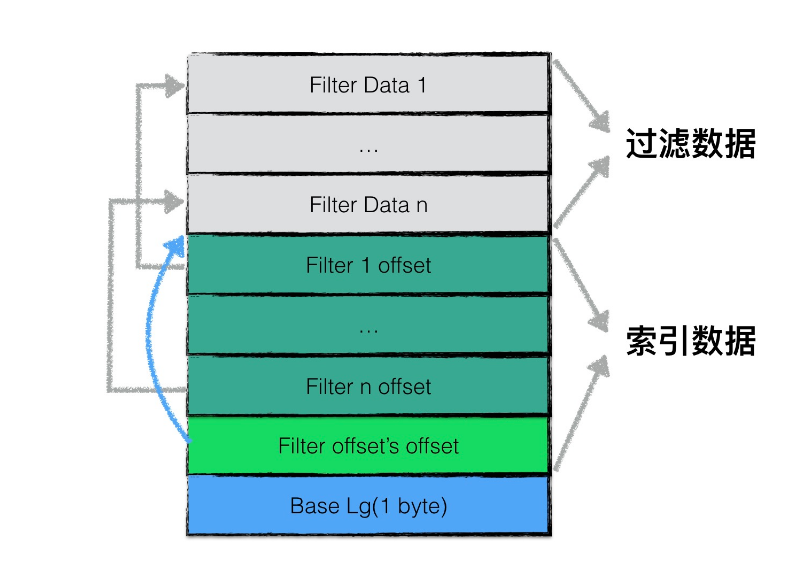 Filter Data 1
...
Filter Data n
过滤数据
Filter 1 offset
...
Filter n offset
索引数据
Filter offset’s offset
Base Lg(1 byte)